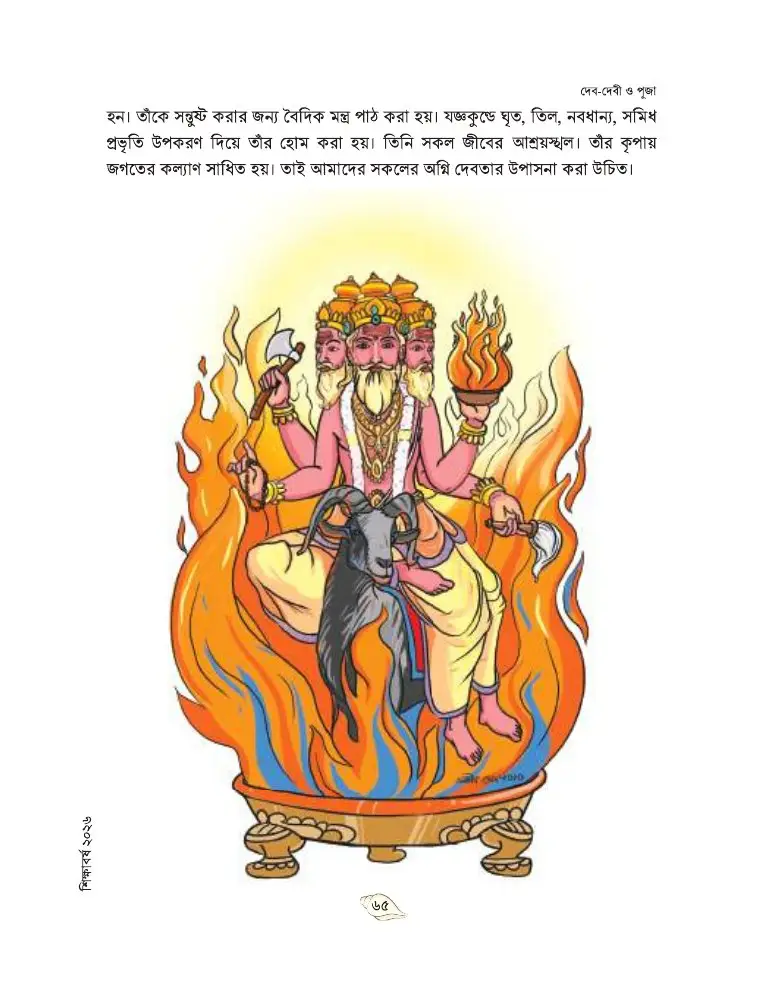 দেব-দেবী ও পূজা
হন। তাঁকে সন্তুষ্ট করার জন্য বৈদিক মন্ত্র পাঠ করা হয়। যজ্ঞকুন্ডে ঘৃত, তিল, নবধান্য, সমিধ
প্রভৃতি উপকরণ দিয়ে তাঁর হোম করা হয়। তিনি সকল জীবের আশ্রয়স্থল। তাঁর কৃপায়
জগতের কল্যাণ সাধিত হয়। তাই আমাদের সকলের অগ্নি দেবতার উপাসনা করা উচিত।
শিক্ষাবর্ষ ২০২৬
৬৫